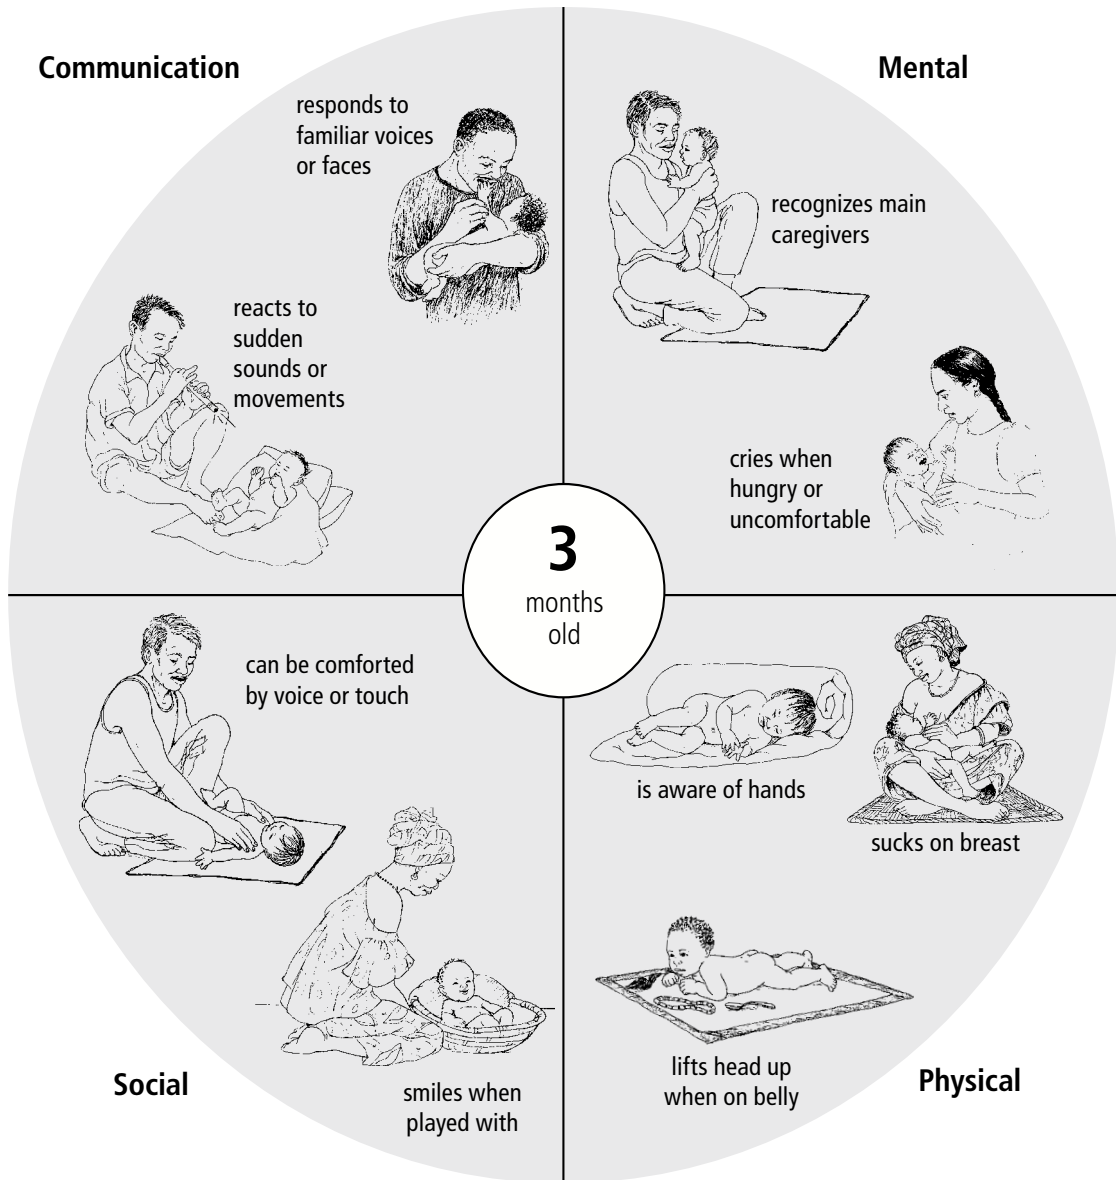 Communication
responds to
familiar voices
or faces
reacts to
sudden
sounds or
movements
Mental
recognizes main
caregivers
cries when
hungry or
uncomfortable
3
months
old
can be comforted
by voice or touch
Social
smiles when
played with
is aware of hands
sucks on breast
lifts head up
when on belly
Physical